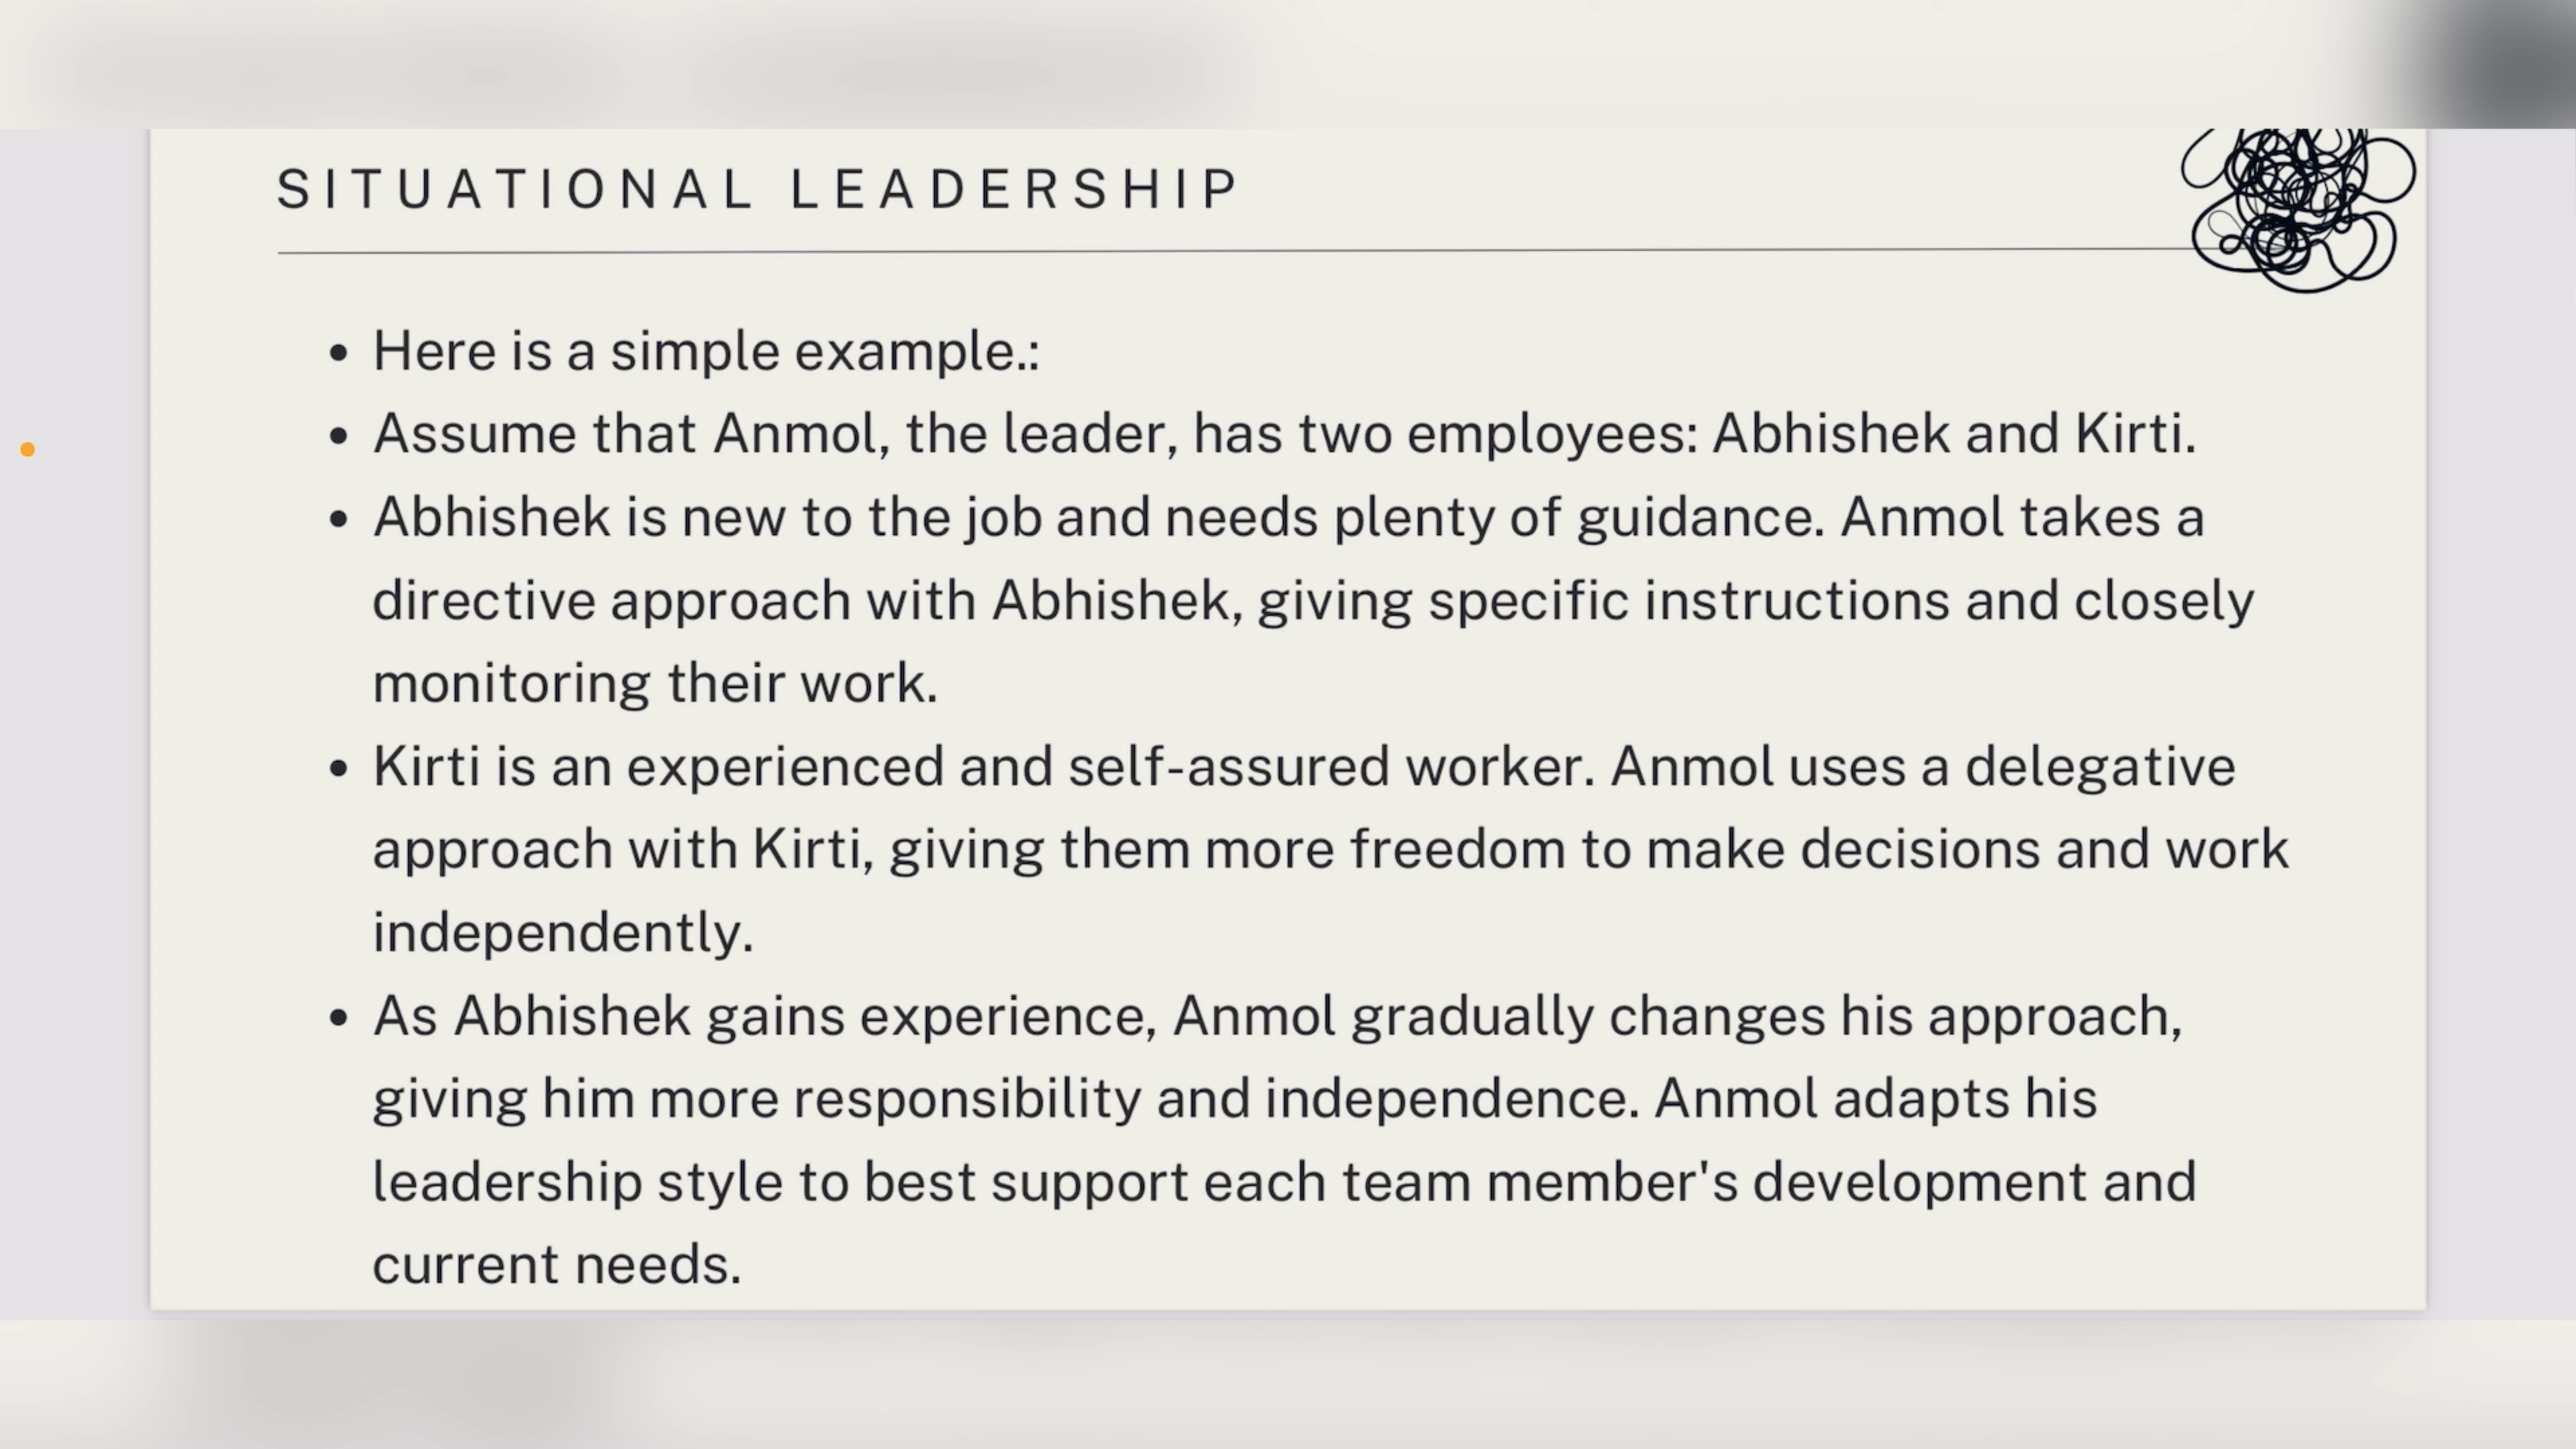 SITUATIONAL LEADERSHIP
• Here is a simple example.:
• Assume that Anmol, the leader, has two employees: Abhishek and Kirti.
• Abhishek is new to the job and needs plenty of guidance. Anmol takes a
directive approach with Abhishek, giving specific instructions and closely
monitoring their work.
• Kirti is an experienced and self-assured worker. Anmol uses a delegative
approach with Kirti, giving them more freedom to make decisions and work
independently.
• As Abhishek gains experience, Anmol gradually changes his approach,
giving him more responsibility and independence. Anmol adapts his
leadership style to best support each team member's development and
current needs.